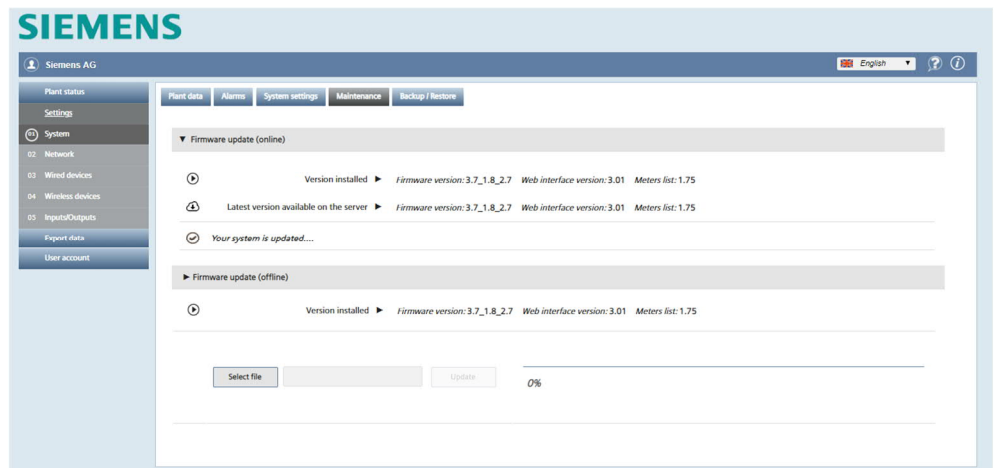 SIEMENS
Siemens AG
English
Plant status
Settings
01 System
02 Network
03 Wired devices
04 Wireless devices
05 Inputs/Outputs
Export data
User account
Plant data Alarms System settings Maintenance Backup / Restore
▼ Firmware update (online)
Version installed ► Firmware version: 3.7_1.8_2.7 Web interface version: 3.01 Meters list: 1.75
Latest version available on the server ► Firmware version: 3.7_1.8_2.7 Web interface version: 3.01 Meters list: 1.75
Your system is updated....
► Firmware update (offline)
Version installed ► Firmware version: 3.7_1.8_2.7 Web interface version: 3.01 Meters list: 1.75
Select file Update 0%